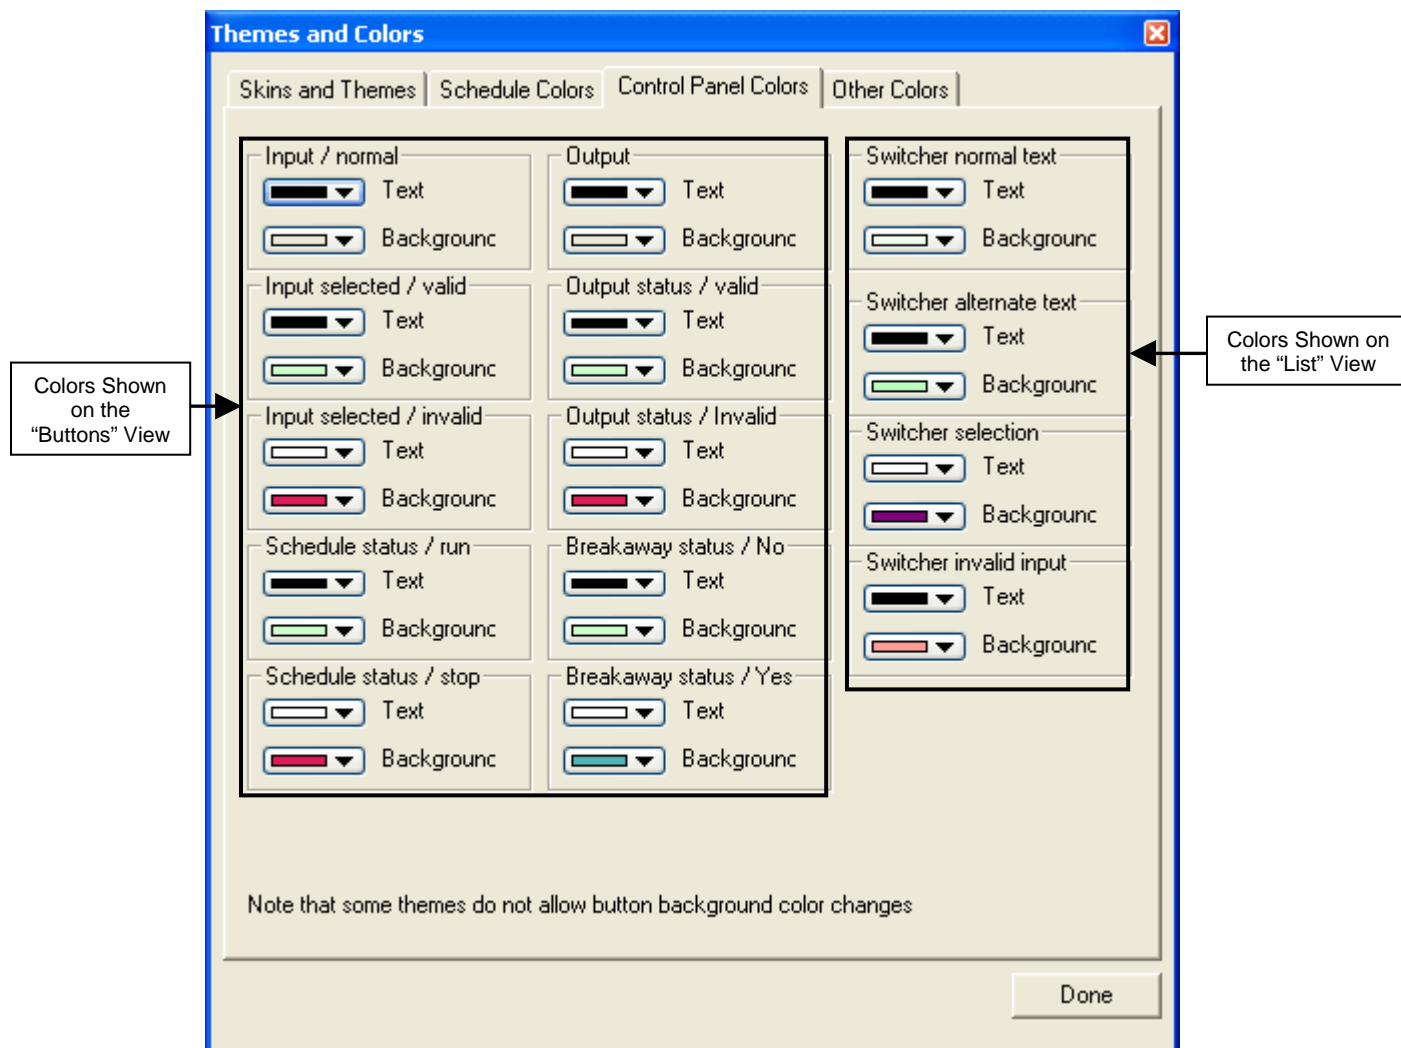 Themes and Colors
Skins and Themes
Schedule Colors
Control Panel Colors
Other Colors
Input / normal
Text
Backgrounc
Input selected / valid
Text
Backgrounc
Input selected / invalid
Text
Backgrounc
Schedule status / run
Text
Backgrounc
Schedule status / stop
Text
Backgrounc
Output
Text
Backgrounc
Output status / valid
Text
Backgrounc
Output status / Invalid
Text
Backgrounc
Breakaway status / No
Text
Backgrounc
Breakaway status / Yes
Text
Backgrounc
Switcher normal text
Text
Backgrounc
Switcher alternate text
Text
Backgrounc
Switcher selection
Text
Backgrounc
Switcher invalid input
Text
Backgrounc
Colors Shown
on the
“Buttons” View
Colors Shown on
the “List” View
Note that some themes do not allow button background color changes
Done